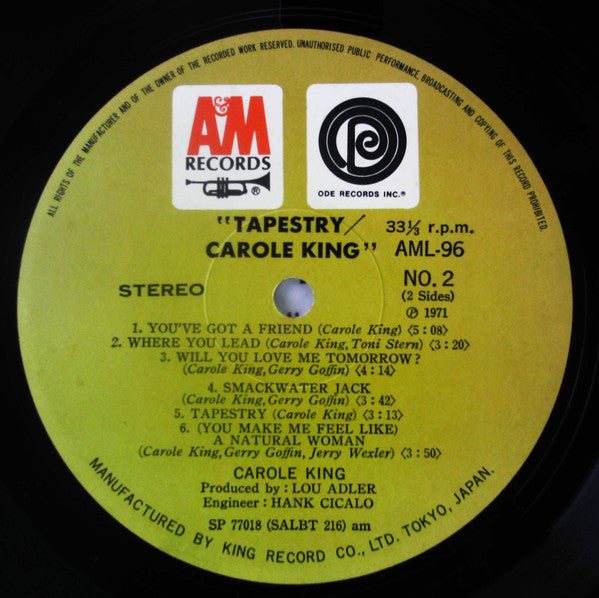 ALL RIGHTS OF THE MANUFACTURER AND OF THE OWNER OF THE RECORDED WORK RESERVED. UNAUTHORISED PUBLIC PERFORMANCE, BROADCASTING AND COPYING OF THIS RECORD PROHIBITED.
A&M
RECORDS
®
ODE RECORDS INC.®
"TAPESTRY/ 33⅓ r.p.m.
CAROLE KING" AML-96
STEREO
NO. 2
(2 Sides)
Ⓟ 1971
1. YOU'VE GOT A FRIEND (Carole King) 〈5:08〉
2. WHERE YOU LEAD (Carole King, Toni Stern) 〈3:20〉
3. WILL YOU LOVE ME TOMORROW?
(Carole King, Gerry Goffin) 〈4:14〉
4. SMACKWATER JACK
(Carole King, Gerry Goffin) 〈3:42〉
5. TAPESTRY (Carole King) 〈3:13〉
6. (YOU MAKE ME FEEL LIKE)
A NATURAL WOMAN
(Carole King, Gerry Goffin, Jerry Wexler) 〈3:50〉
CAROLE KING
Produced by : LOU ADLER
Engineer : HANK CICALO
SP 77018 (SALBT 216) am
MANUFACTURED BY KING RECORD CO., LTD. TOKYO, JAPAN.